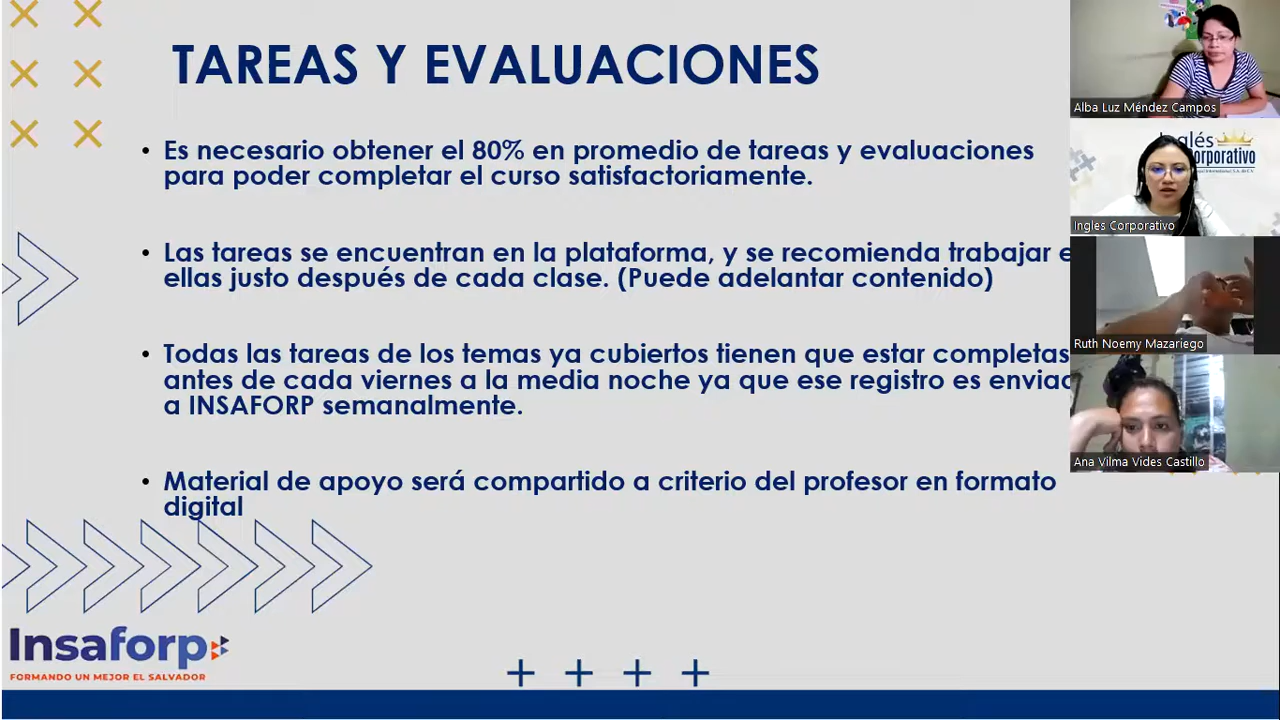 TAREAS Y EVALUACIONES
• Es necesario obtener el 80% en promedio de tareas y evaluaciones
para poder completar el curso satisfactoriamente.
• Las tareas se encuentran en la plataforma, y se recomienda trabajar
ellas justo después de cada clase. (Puede adelantar contenido)
• Todas las tareas de los temas ya cubiertos tienen que estar completas
antes de cada viernes a la media noche ya que ese registro es
a INSAFORP semanalmente.
• Material de apoyo será compartido a criterio del profesor en formato
digital
Insaforp
FORMANDO UN MEJOR EL SALVADOR
Alba Luz Méndez Campos
Inglés
Corporativo
Ingles Corporativo
Ruth Noemy Mazariego
Ana Vilma Vides Castillo